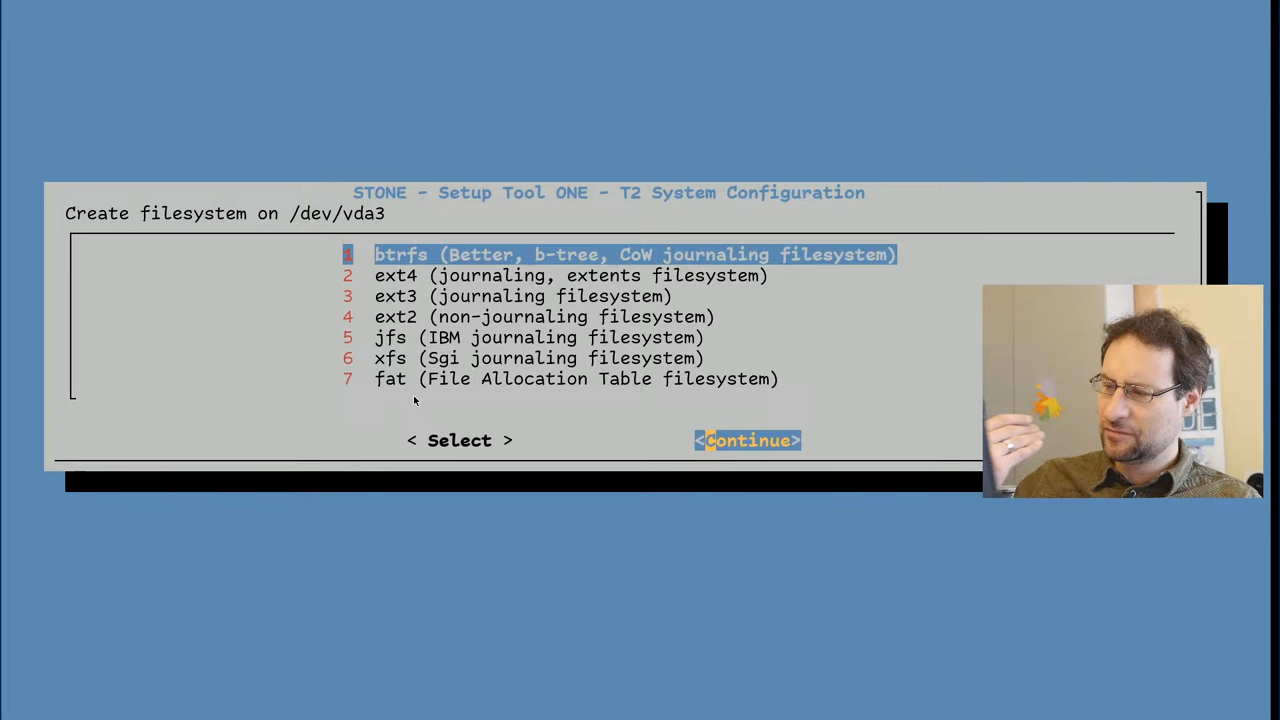 STONE - Setup Tool ONE - T2 System Configuration
Create filesystem on /dev/vda3
1 btrfs (Better, b-tree, CoW journaling filesystem)
2 ext4 (journaling, extents filesystem)
3 ext3 (journaling filesystem)
4 ext2 (non-journaling filesystem)
5 jfs (IBM journaling filesystem)
6 xfs (Sgi journaling filesystem)
7 fat (File Allocation Table filesystem)
< Select > <Continue>